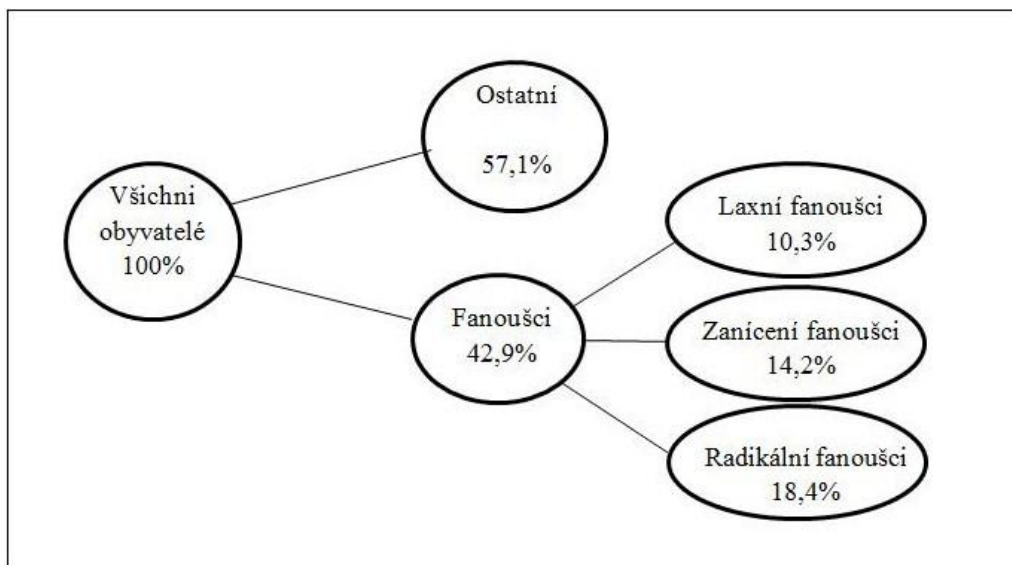 Všichni
obyvatelé
100%
Ostatní
57,1%
Fanoušci
42,9%
Laxní fanoušci
10,3%
Zanícení fanoušci
14,2%
Radikální fanoušci
18,4%